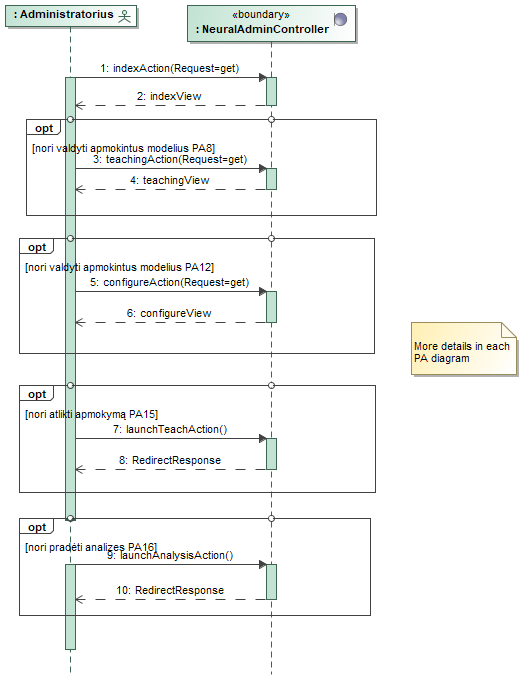 : Administratorius
«boundary»
: NeuralAdminController
1: indexAction(Request=get)
2: indexView
opt
[nori valdyti apmokintus modelius PA8]
3: teachingAction(Request=get)
4: teachingView
opt
[nori valdyti apmokintus modelius PA12]
5: configureAction(Request=get)
6: configureView
More details in each
PA diagram
opt
[nori atlikti apmokymą PA15]
7: launchTeachAction()
8: RedirectResponse
opt
[nori pradėti analizes PA16]
9: launchAnalysisAction()
10: RedirectResponse